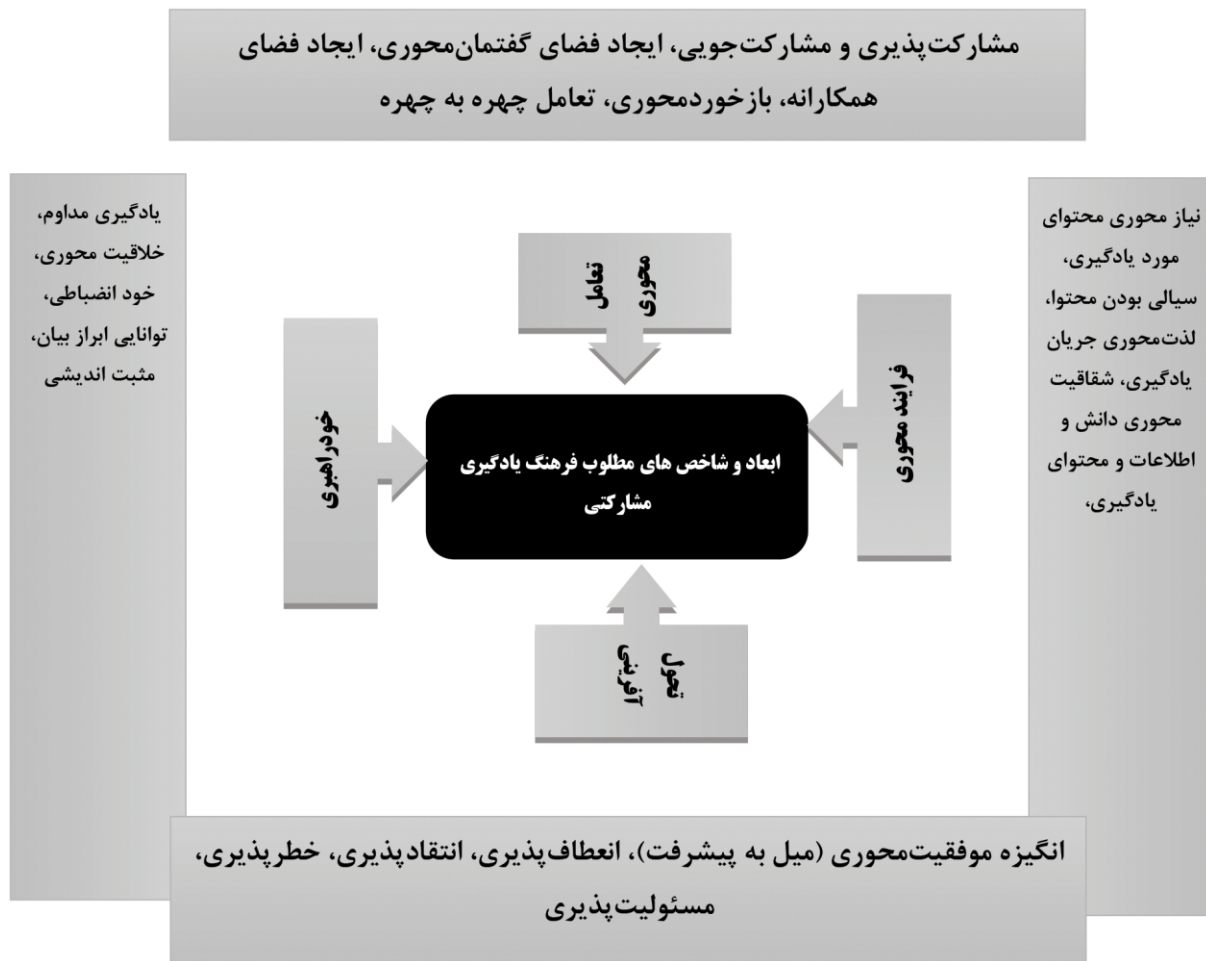 مشارکت‌پذیری و مشارکت‌جویی، ایجاد فضای گفتمان‌محوری، ایجاد فضای
همکارانه، بازخوردمحوری، تعامل چهره به چهره
نیاز محوری محتوای
مورد یادگیری،
سیالی بودن محتوا،
لذت‌محوری جریان
یادگیری، شقاقیت
محوری دانش و
اطلاعات و محتوای
یادگیری،
یادگیری مداوم،
خلاقیت محوری،
خود انضباطی،
توانایی ابراز بیان،
مثبت اندیشی
تعامل
محوری
فرایند محوری
خودراهبری
ابعاد و شاخص های مطلوب فرهنگ یادگیری
مشارکتی
تحول
آفرینی
انگیزه موفقیت‌محوری (میل به پیشرفت)، انعطاف‌پذیری، انتقادپذیری، خطرپذیری،
مسئولیت‌پذیری